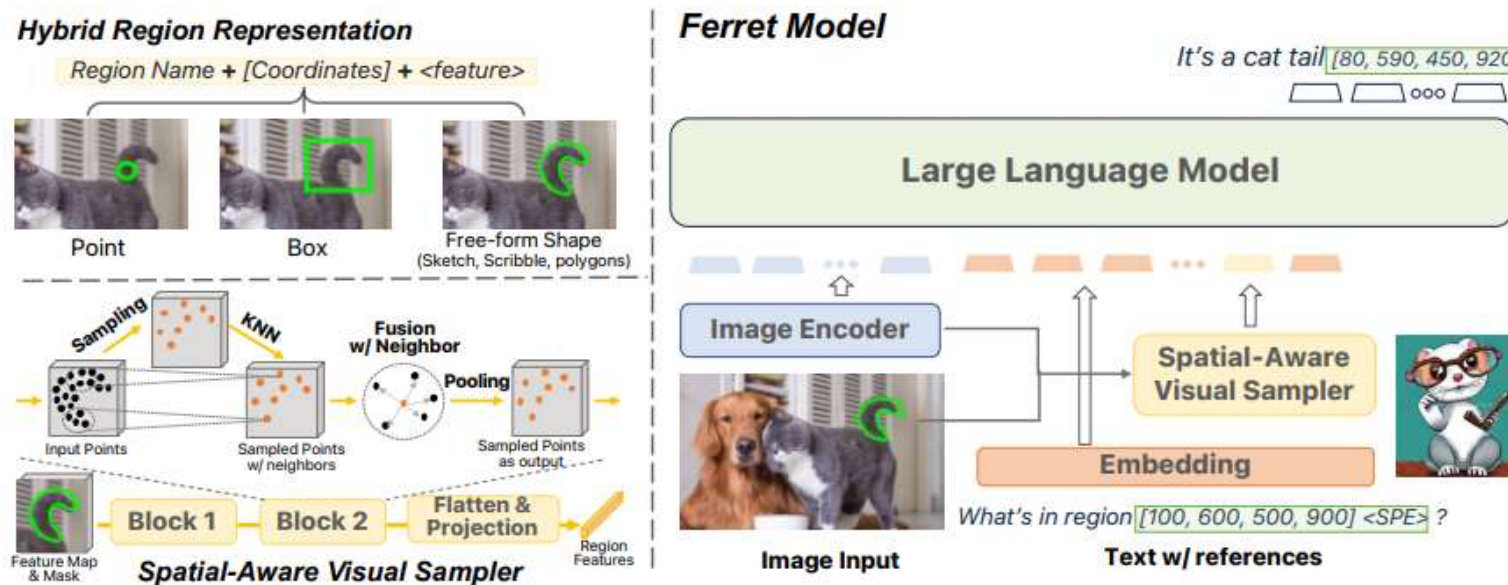 Hybrid Region Representation
Region Name + [Coordinates] + <feature>
Point
Box
Free-form Shape
(Sketch, Scribble, polygons)
Sampling
KNN
Fusion
w/ Neighbor
Pooling
Input Points
Sampled Points
w/ neighbors
Sampled Points
as output
Block 1
Block 2
Flatten &
Projection
Feature Map
& Mask
Region
Features
Spatial-Aware Visual Sampler
Ferret Model
It's a cat tail [80, 590, 450, 920
Large Language Model
Image Encoder
Spatial-Aware
Visual Sampler
Embedding
What's in region [100, 600, 500, 900] <SPE> ?
Image Input
Text w/ references